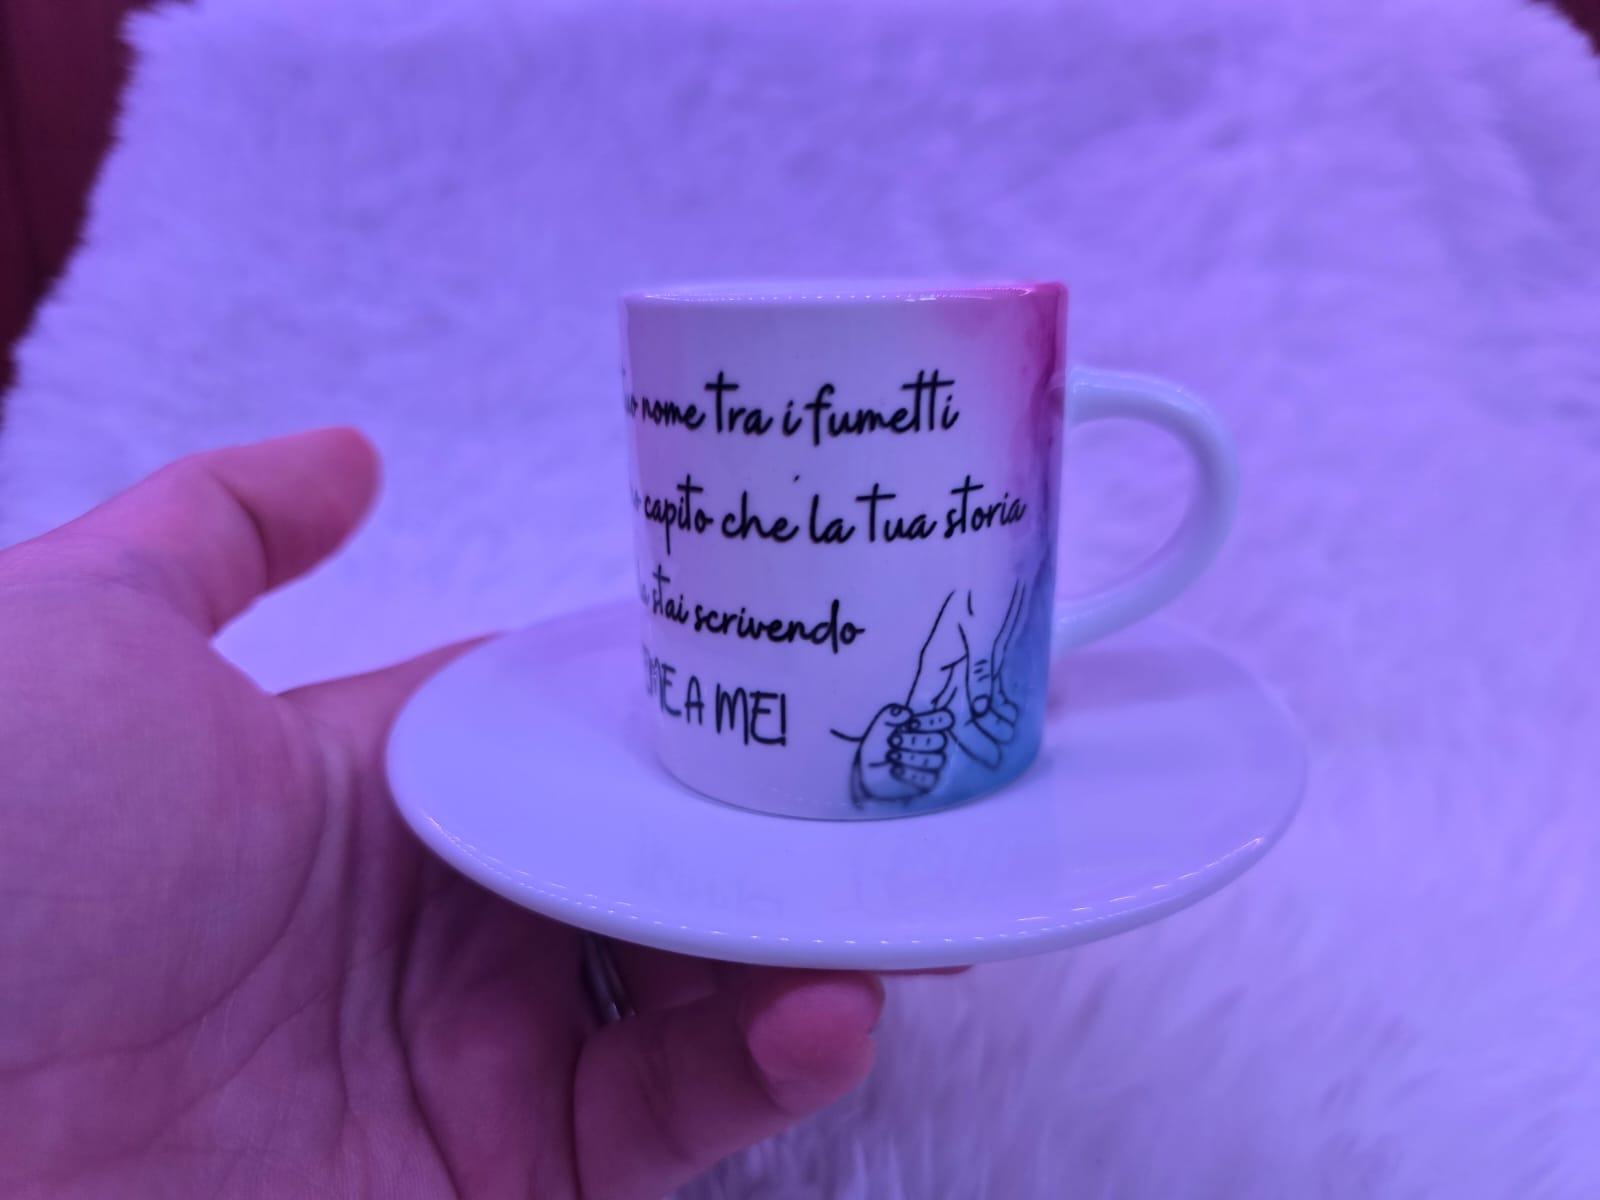 nome tra i fumetti
capito che la tua storia
stai scrivendo
A ME!